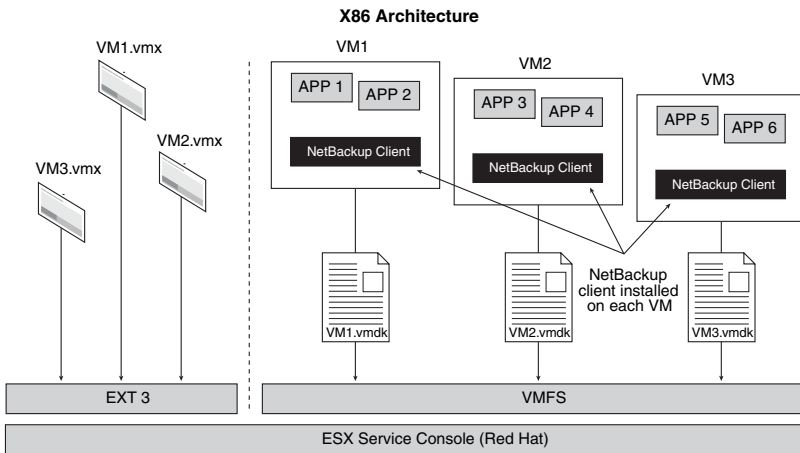 X86 Architecture
VM1.vmx
VM2.vmx
VM3.vmx
VM1
APP 1
APP 2
NetBackup Client
VM2
APP 3
APP 4
NetBackup Client
VM3
APP 5
APP 6
NetBackup Client
NetBackup
client installed
on each VM
VM1.vmdk
VM2.vmdk
VM3.vmdk
EXT 3
VMFS
ESX Service Console (Red Hat)